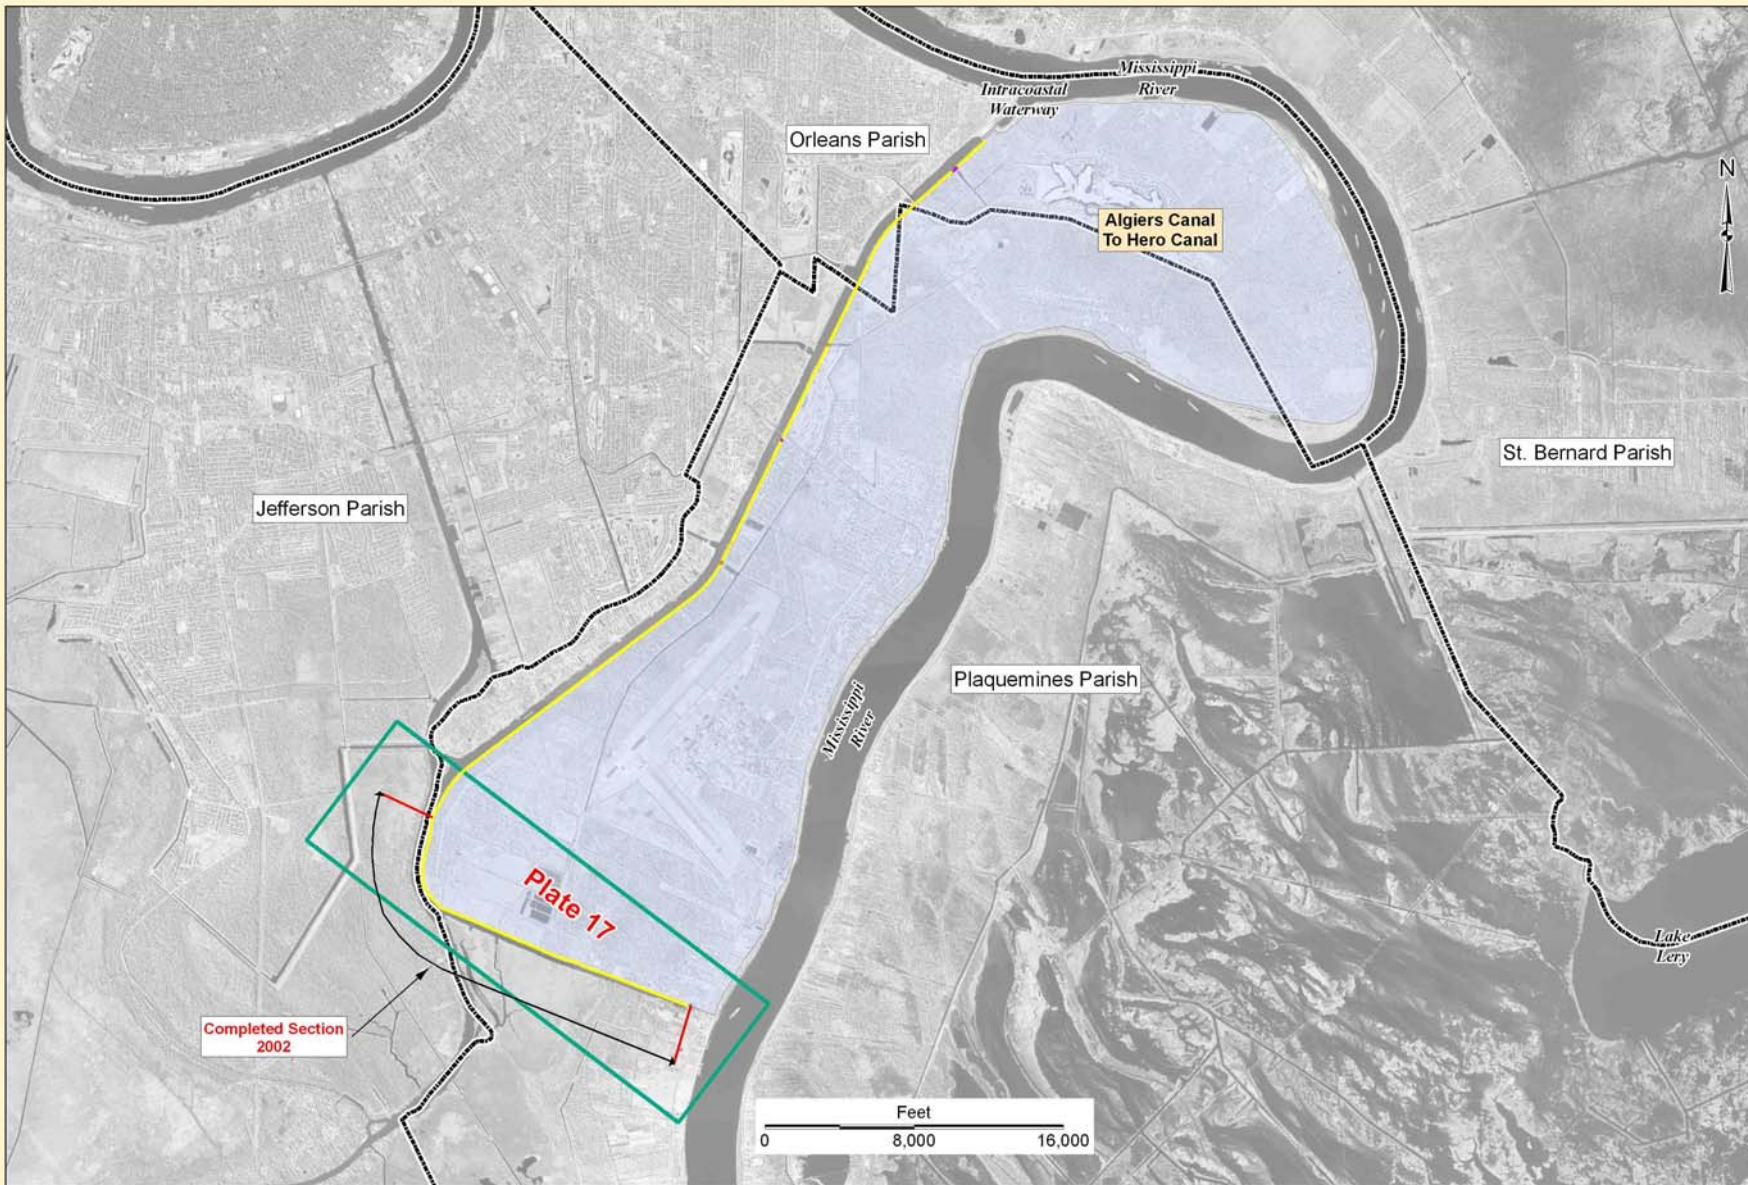 Mississippi
River
Intracoastal
Waterway
Orleans Parish
N
Algiers Canal
To Hero Canal
St. Bernard Parish
Jefferson Parish
Plaquemines Parish
Mississippi
River
Plate 17
Lake
Lery
Completed Section
2002
Feet
0 8,000 16,000